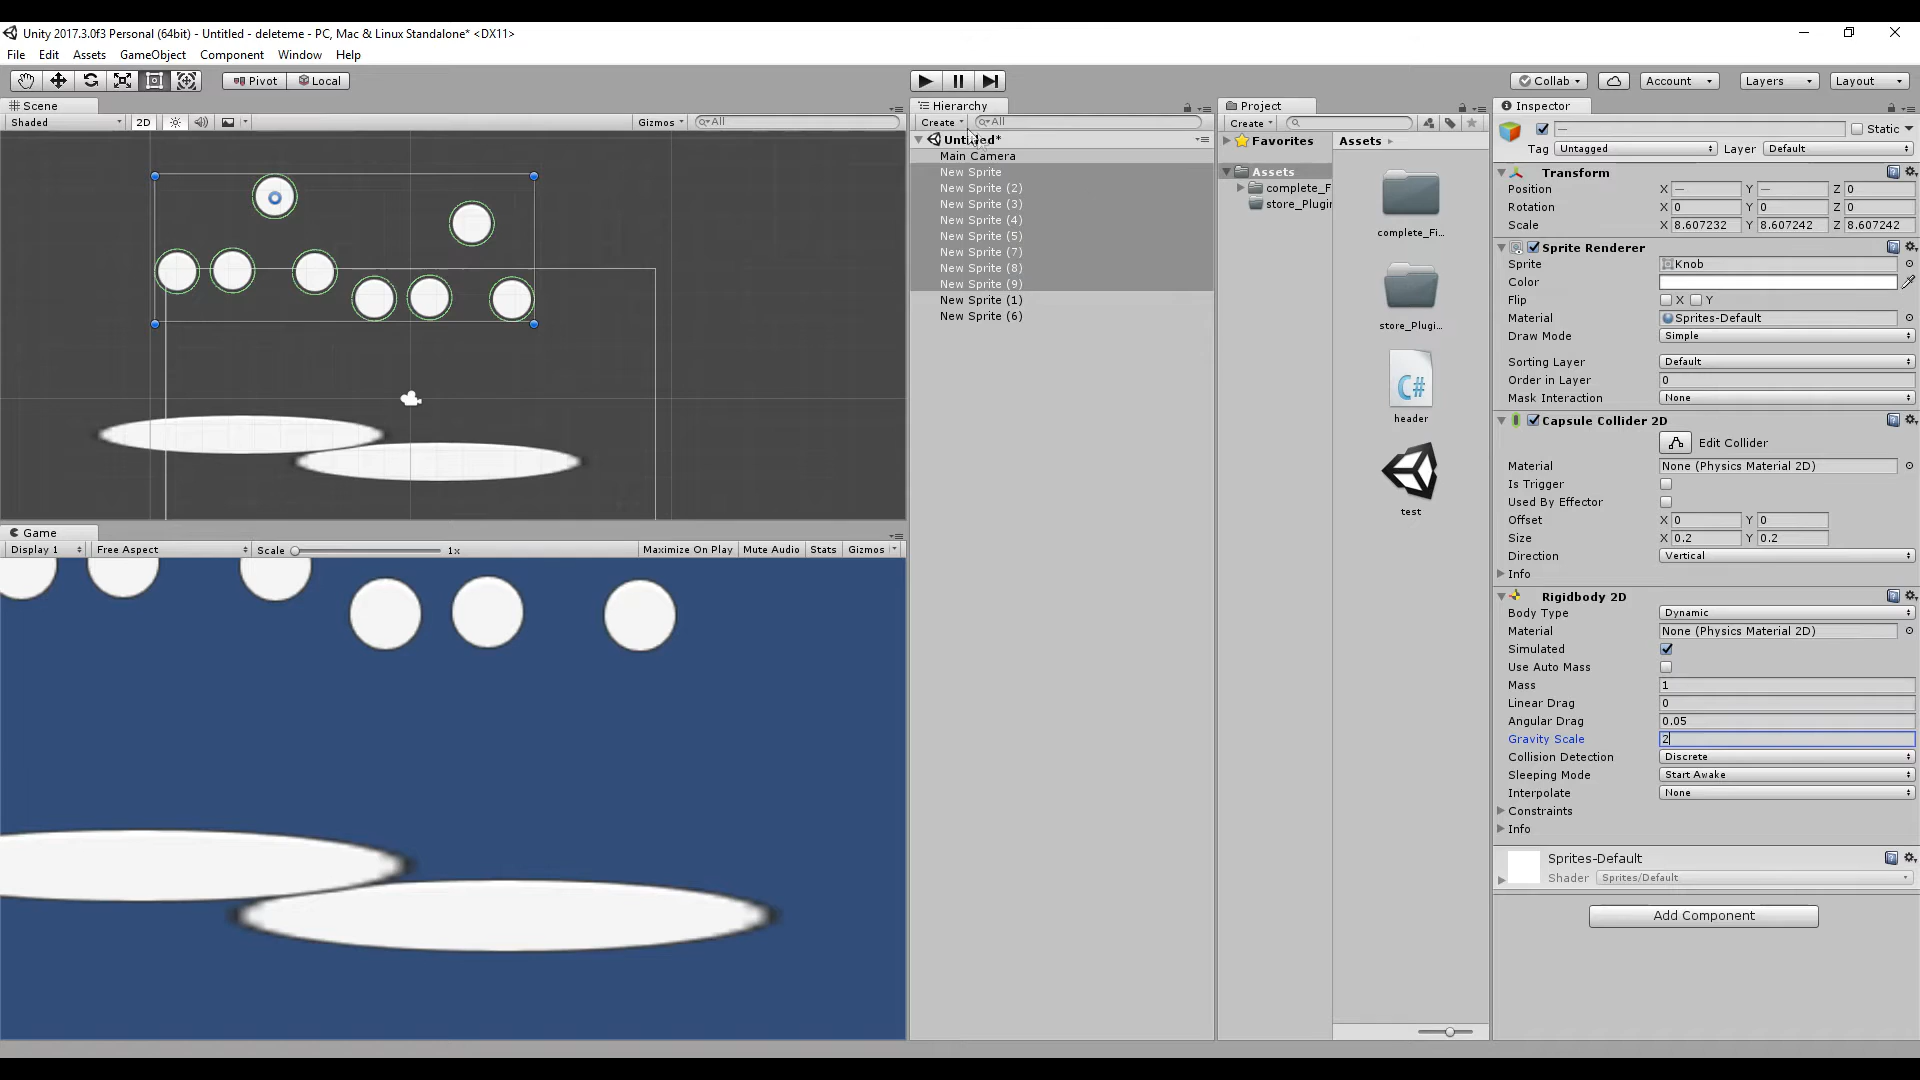 Unity 2017.3.0f3 Personal (64bit) - Untitled - deleteme - PC, Mac & Linux Standalone* <DX11>
File Edit Assets GameObject Component Window Help
Pivot Local
Collab Account Layers Layout
Scene
Shaded 2D Gizmos All
Hierarchy
Create All
Untitled*
Main Camera
New Sprite
New Sprite (2)
New Sprite (3)
New Sprite (4)
New Sprite (5)
New Sprite (7)
New Sprite (8)
New Sprite (9)
New Sprite (1)
New Sprite (6)
Project
Create
Favorites
Assets
complete_F
store_Plugin
Assets
complete_Fi...
store_Plugi...
C#
header
test
Game
Display 1 Free Aspect Scale 1x Maximize On Play Mute Audio Stats Gizmos
Inspector
— Static
Tag Untagged Layer Default
Transform
Position X — Y — Z 0
Rotation X 0 Y 0 Z 0
Scale X 8.607232 Y 8.607242 Z 8.607242
Sprite Renderer
Sprite Knob
Color
Flip X Y
Material Sprites-Default
Draw Mode Simple
Sorting Layer Default
Order in Layer 0
Mask Interaction None
Capsule Collider 2D
Edit Collider
Material None (Physics Material 2D)
Is Trigger
Used By Effector
Offset X 0 Y 0
Size X 0.2 Y 0.2
Direction Vertical
Info
Rigidbody 2D
Body Type Dynamic
Material None (Physics Material 2D)
Simulated
Use Auto Mass
Mass 1
Linear Drag 0
Angular Drag 0.05
Gravity Scale 2
Collision Detection Discrete
Sleeping Mode Start Awake
Interpolate None
Constraints
Info
Sprites-Default
Shader Sprites/Default
Add Component